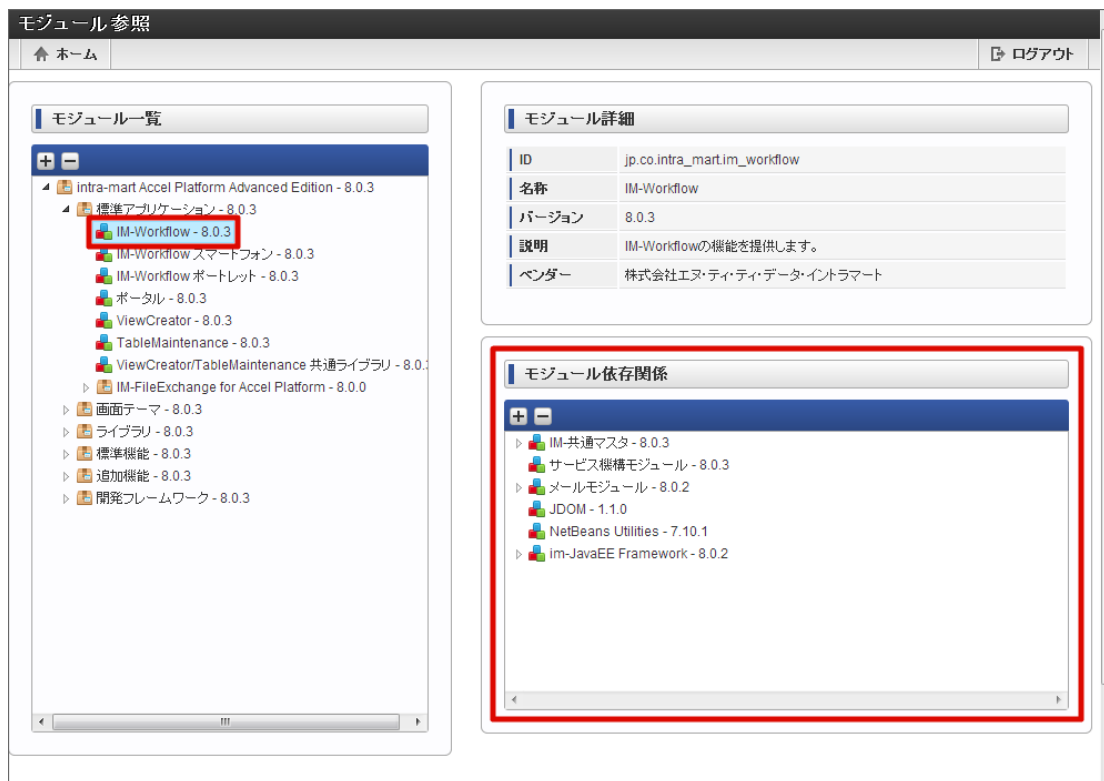 モジュール参照
ホーム
ログアウト
モジュール一覧
intra-mart Accel Platform Advanced Edition - 8.0.3
標準アプリケーション - 8.0.3
IM-Workflow - 8.0.3
IM-Workflow スマートフォン - 8.0.3
IM-Workflow ポートレット - 8.0.3
ポータル - 8.0.3
ViewCreator - 8.0.3
TableMaintenance - 8.0.3
ViewCreator/TableMaintenance 共通ライブラリ - 8.0.
IM-FileExchange for Accel Platform - 8.0.0
画面テーマ - 8.0.3
ライブラリ - 8.0.3
標準機能 - 8.0.3
追加機能 - 8.0.3
開発フレームワーク - 8.0.3
モジュール詳細
ID jp.co.intra_mart.im_workflow
名称 IM-Workflow
バージョン 8.0.3
説明 IM-Workflowの機能を提供します。
ベンダー 株式会社エヌ・ティ・ティ・データ・イントラマート
モジュール依存関係
IM-共通マスタ - 8.0.3
サービス機構モジュール - 8.0.3
メールモジュール - 8.0.2
JDOM - 1.1.0
NetBeans Utilities - 7.10.1
im-JavaEE Framework - 8.0.2